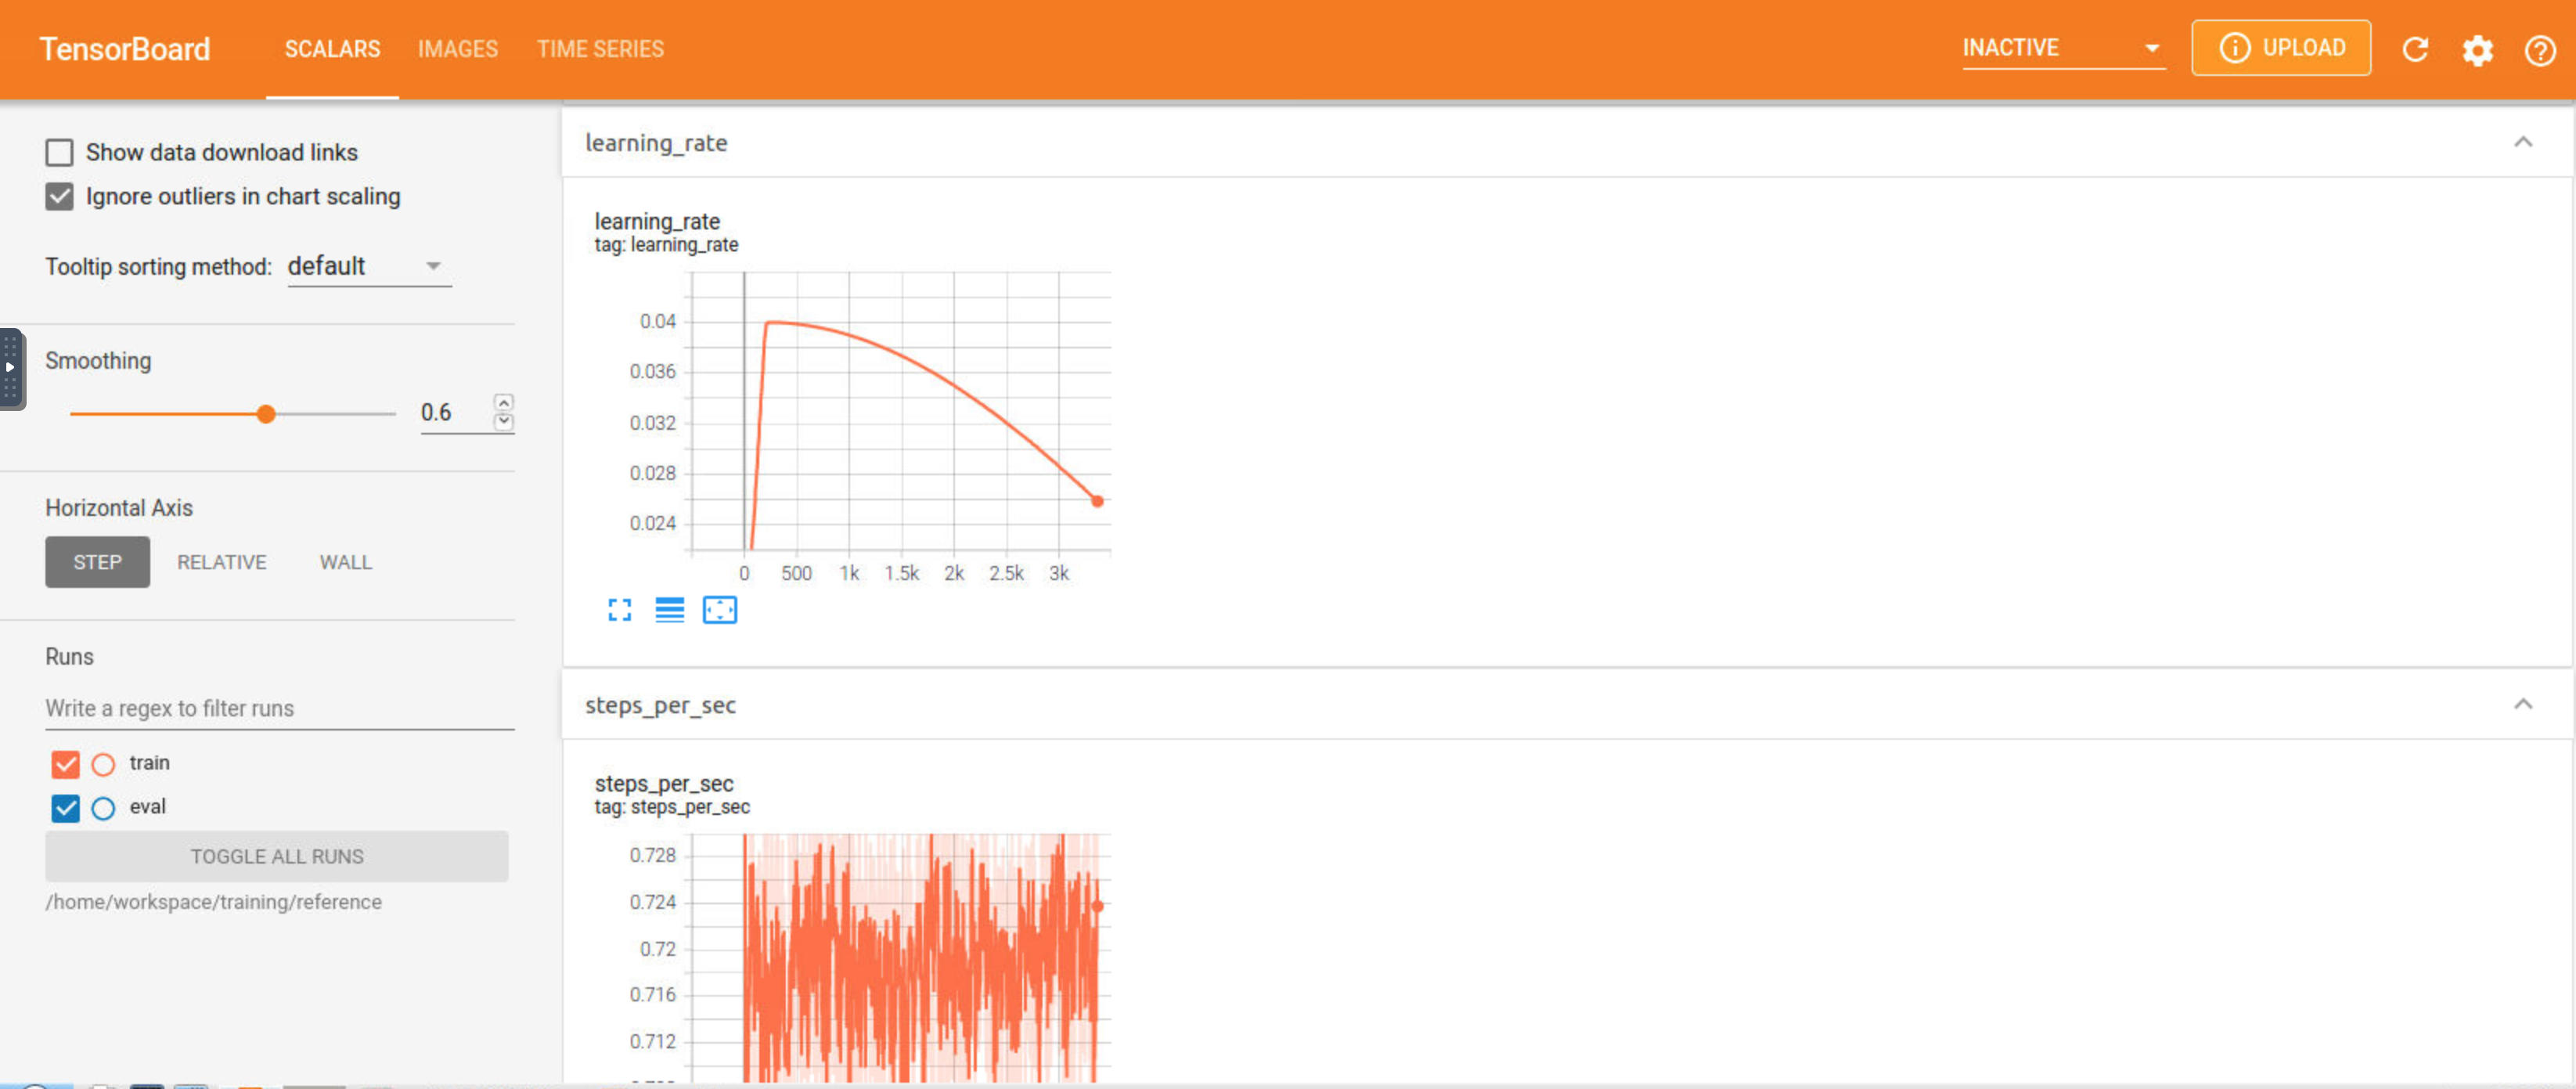 TensorBoard SCALARS IMAGES TIME SERIES INACTIVE UPLOAD
Show data download links
Ignore outliers in chart scaling
Tooltip sorting method: default
Smoothing
0.6
Horizontal Axis
STEP RELATIVE WALL
Runs
Write a regex to filter runs
train
eval
TOGGLE ALL RUNS
/home/workspace/training/reference
learning_rate
learning_rate
tag: learning_rate
0.04
0.036
0.032
0.028
0.024
0 500 1k 1.5k 2k 2.5k 3k
steps_per_sec
steps_per_sec
tag: steps_per_sec
0.728
0.724
0.72
0.716
0.712